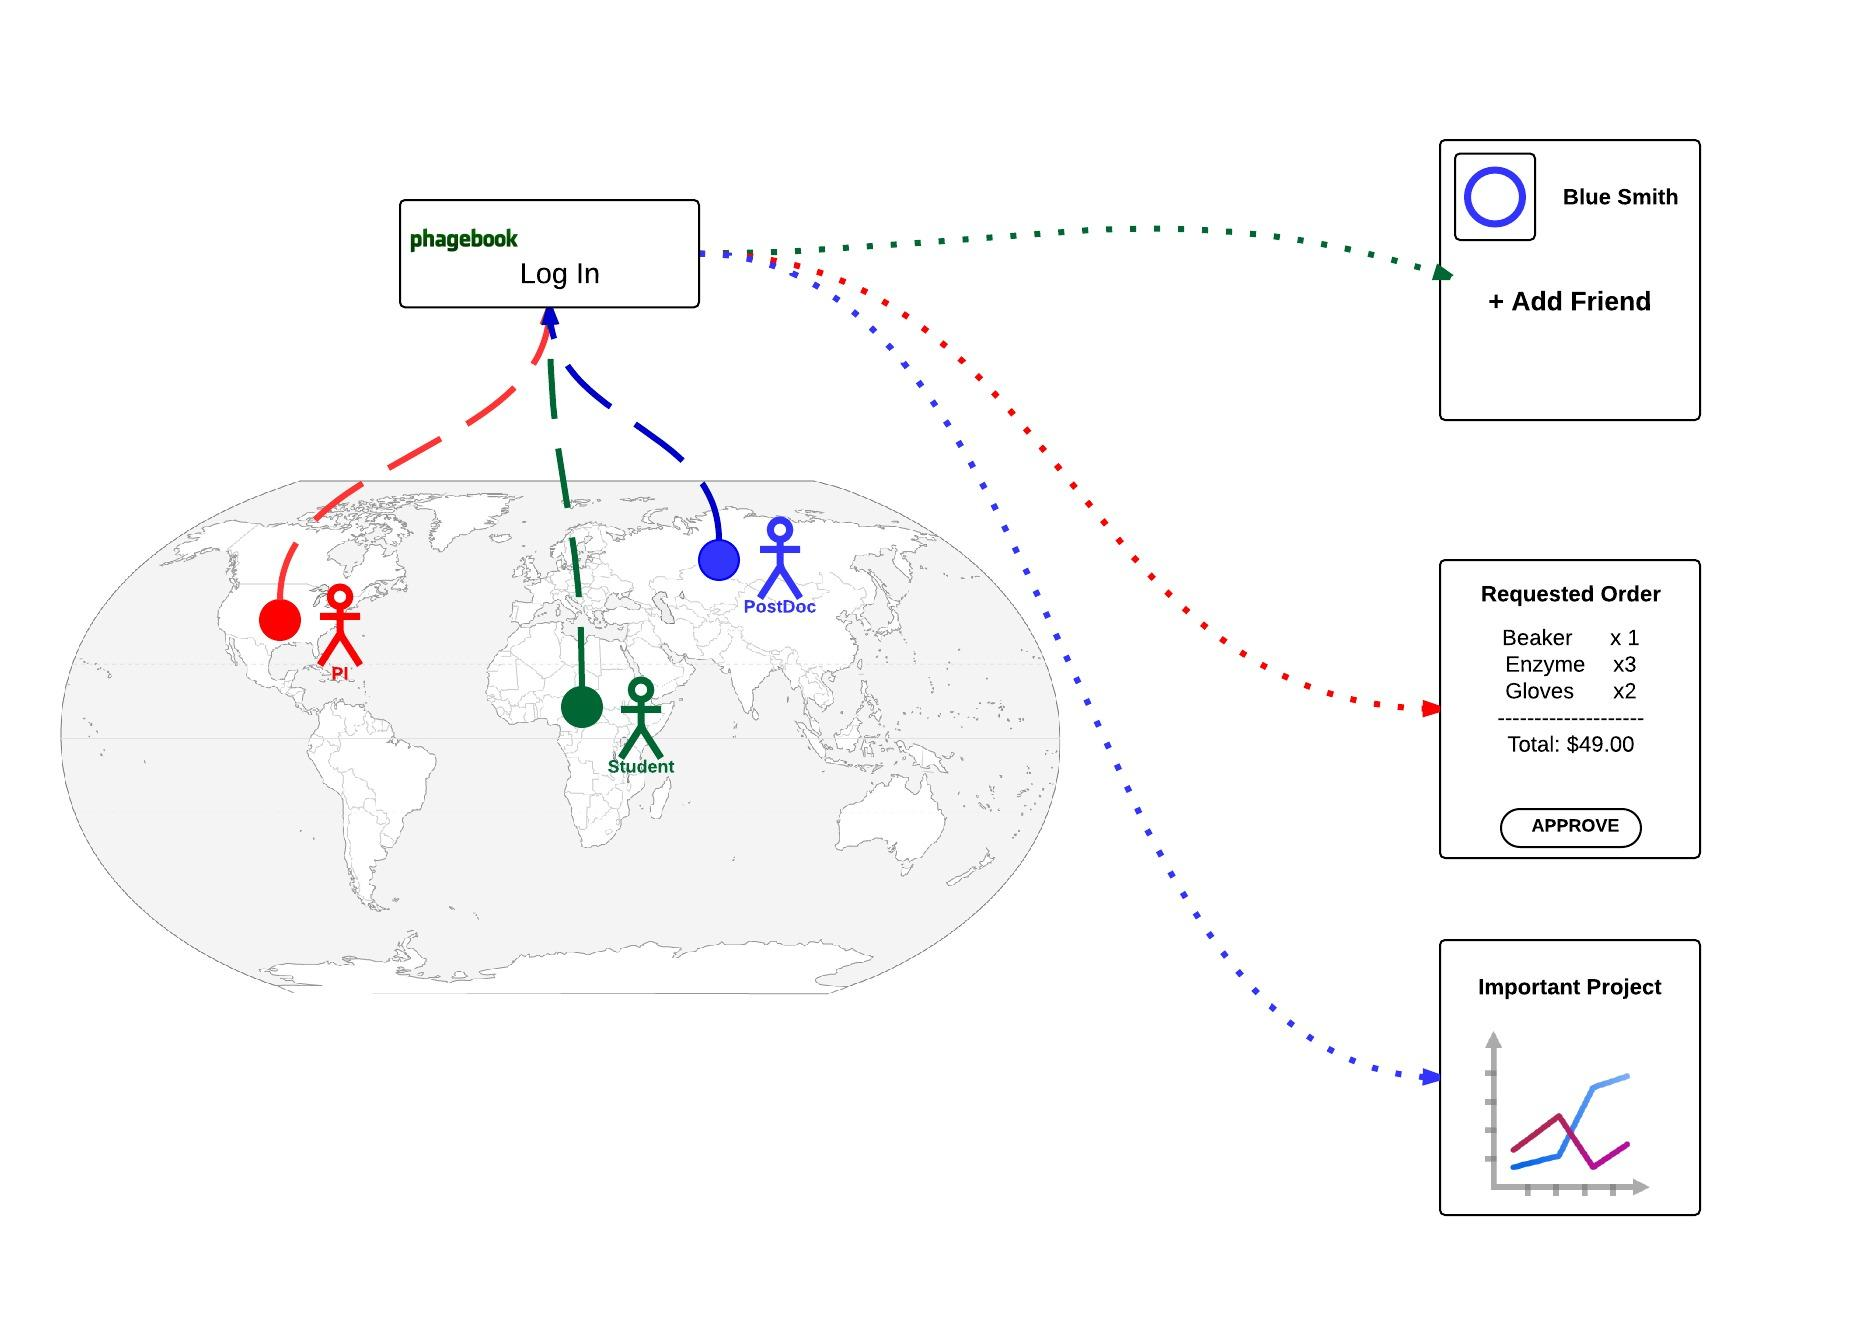 phagebook
Log In
Blue Smith
+ Add Friend
PostDoc
PI
Student
Requested Order
Beaker x 1
Enzyme x3
Gloves x2
---------------------
Total: $49.00
APPROVE
Important Project